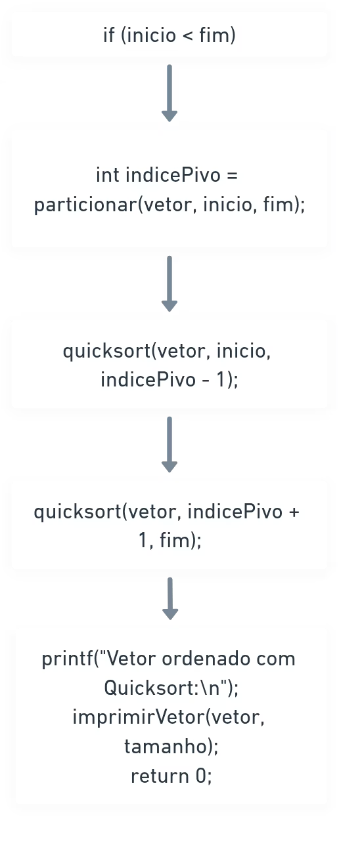 if (inicio < fim)
int indicePivo =
particionar(vetor, inicio, fim);
quicksort(vetor, inicio,
indicePivo - 1);
quicksort(vetor, indicePivo +
1, fim);
printf("Vetor ordenado com
Quicksort:\n");
imprimirVetor(vetor,
tamanho);
return 0;